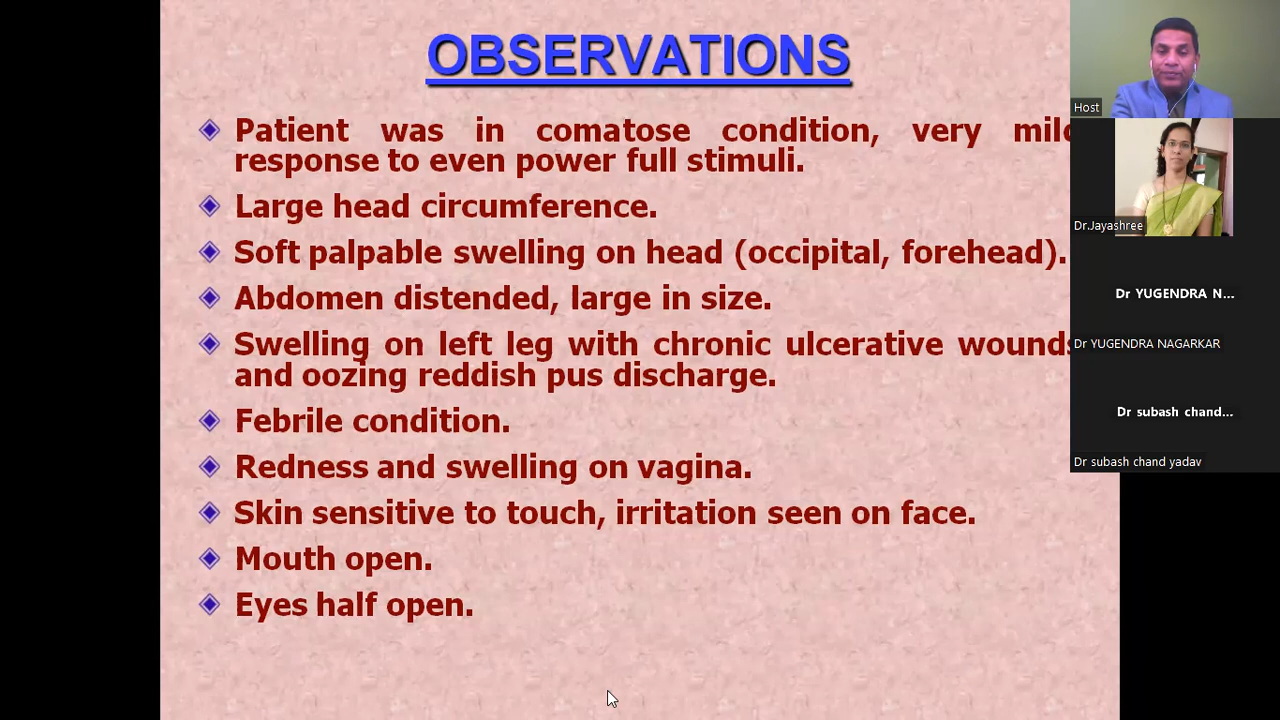 OBSERVATIONS
Patient was in comatose condition, very
response to even power full stimuli.
Large head circumference.
Soft palpable swelling on head (occipital, forehead).
Abdomen distended, large in size.
Swelling on left leg with chronic ulcerative wounds
and oozing reddish pus discharge.
Febrile condition.
Redness and swelling on vagina.
Skin sensitive to touch, irritation seen on face.
Mouth open.
Eyes half open.
Host
Dr.Jayashree
Dr YUGENDRA N...
Dr YUGENDRA NAGARKAR
Dr subash chand...
Dr subash chand yadav